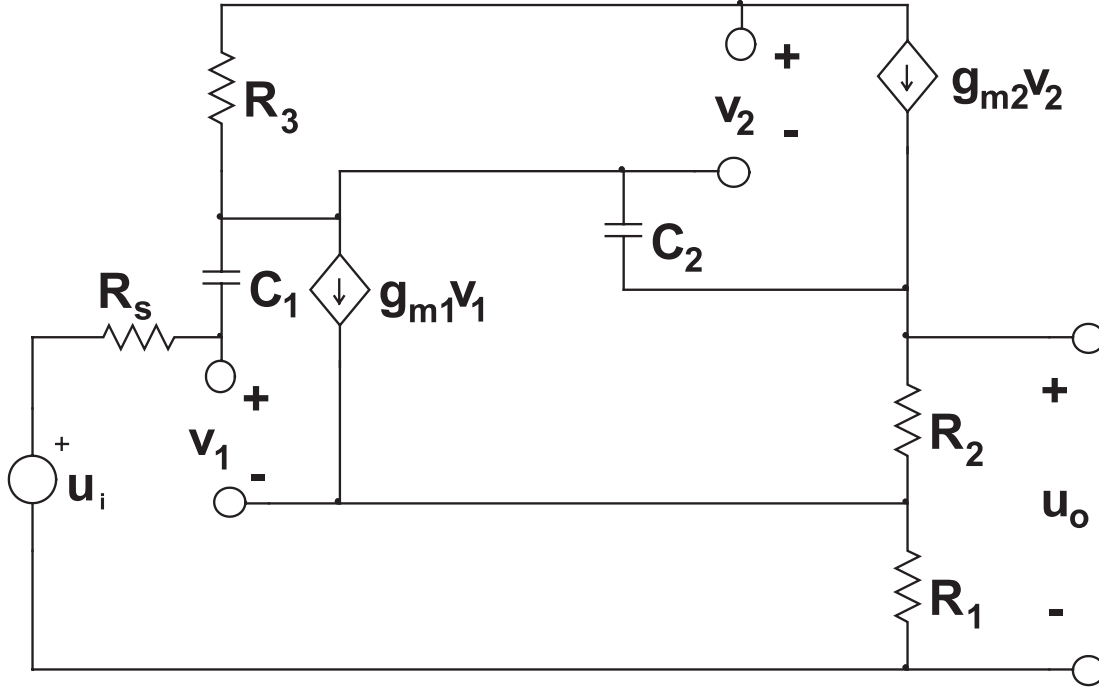 +
R3
gm2v2
v2
-
C2
Rs
C1
gm1v1
+
+
+
v1
R2
ui
-
uo
R1
-